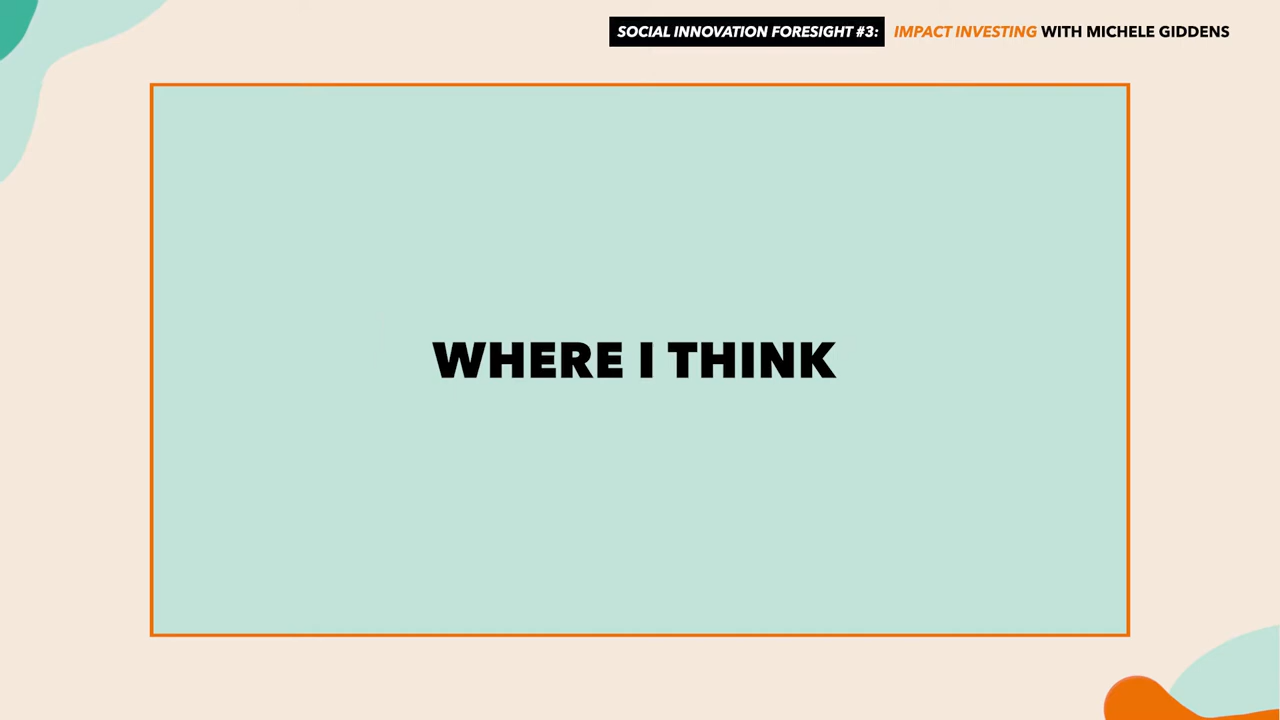 SOCIAL INNOVATION FORESIGHT #3: IMPACT INVESTING WITH MICHELE GIDDENS
WHERE I THINK